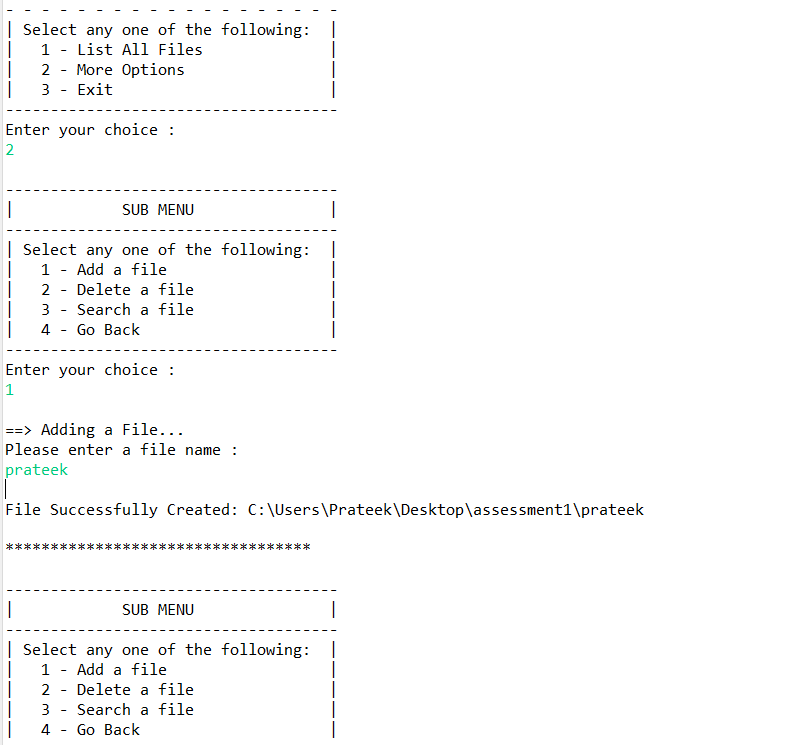 - - - - - - - - - - - - - - - - - - -
| Select any one of the following:  |
|   1 - List All Files              |
|   2 - More Options                |
|   3 - Exit                        |
-------------------------------------
Enter your choice :
2
-------------------------------------
|            SUB MENU               |
-------------------------------------
| Select any one of the following:  |
|   1 - Add a file                  |
|   2 - Delete a file               |
|   3 - Search a file               |
|   4 - Go Back                     |
-------------------------------------
Enter your choice :
1
==> Adding a File...
Please enter a file name :
prateek
File Successfully Created: C:\Users\Prateek\Desktop\assessment1\prateek
**********************************
-------------------------------------
|            SUB MENU               |
-------------------------------------
| Select any one of the following:  |
|   1 - Add a file                  |
|   2 - Delete a file               |
|   3 - Search a file               |
|   4 - Go Back                     |